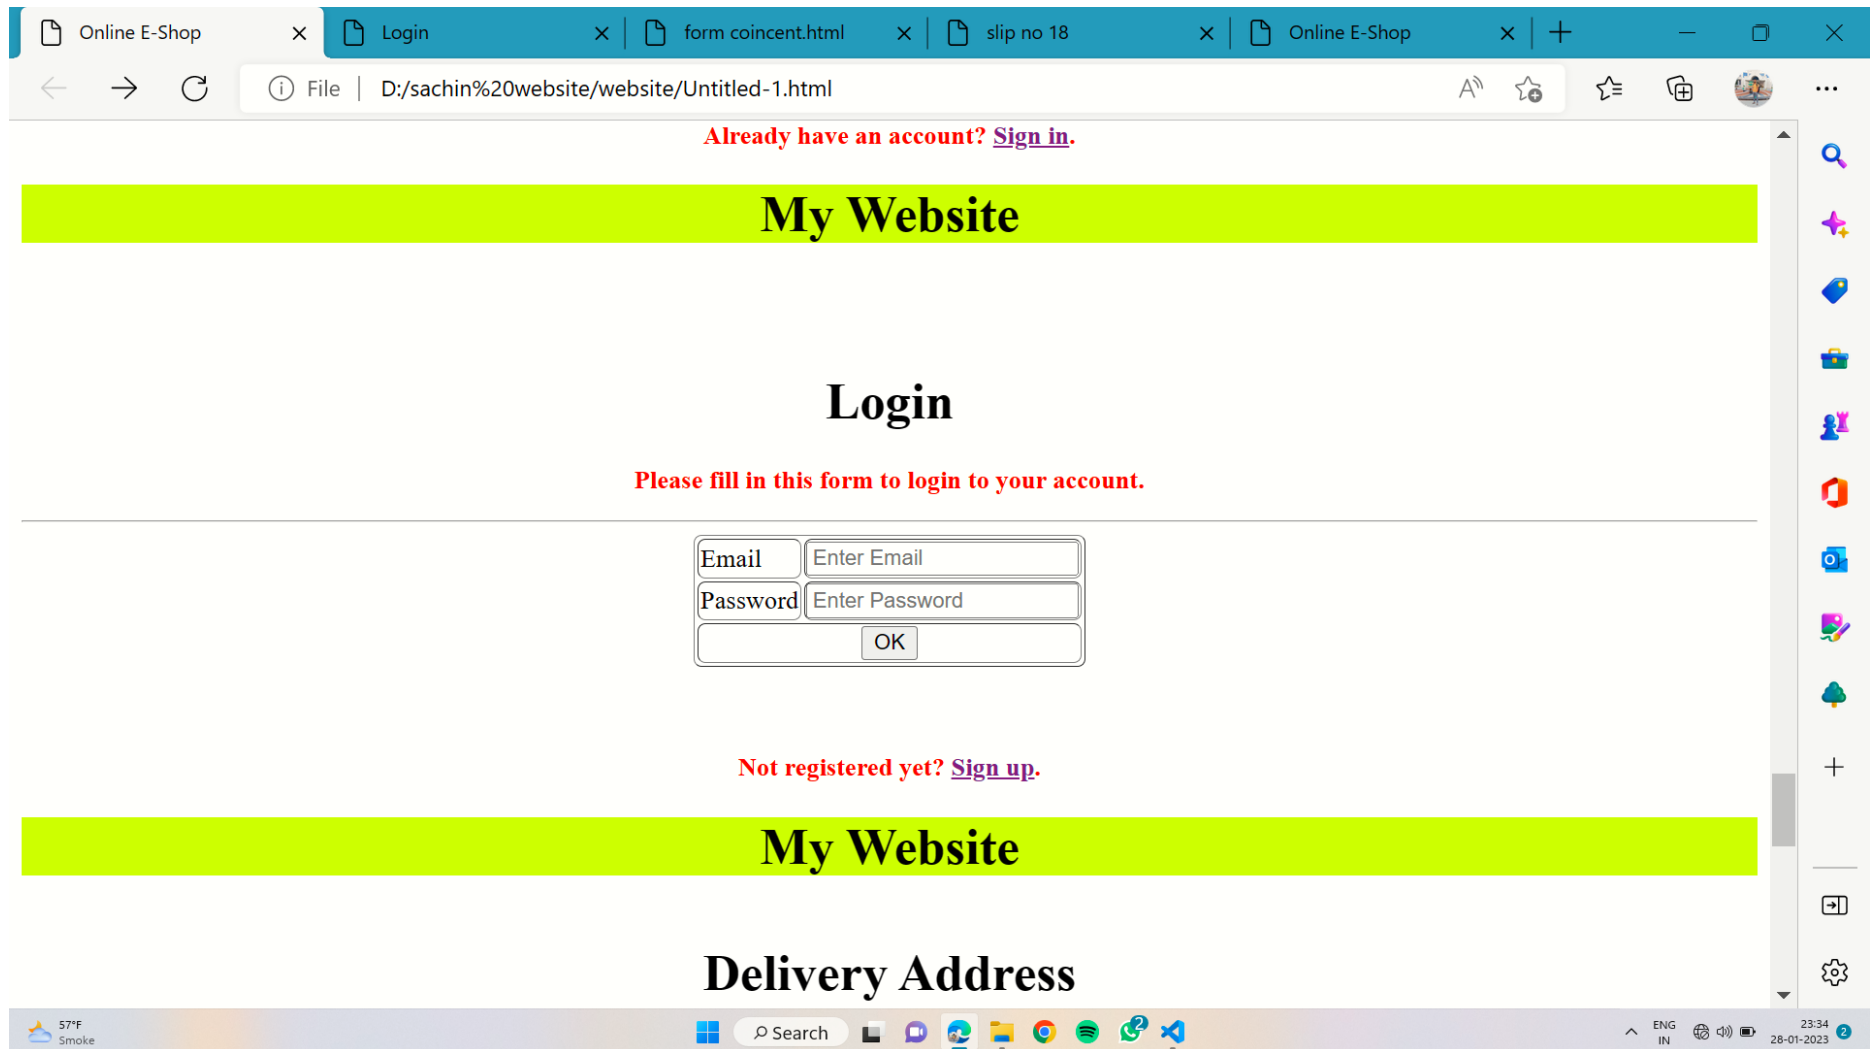 Online E-Shop
Login
form coincent.html
slip no 18
Online E-Shop
File
D:/sachin%20website/website/Untitled-1.html
Already have an account? Sign in.
My Website
Login
Please fill in this form to login to your account.
Email
Enter Email
Password
Enter Password
OK
Not registered yet? Sign up.
My Website
Delivery Address
57°F
Smoke
Search
2
ENG
IN
23:34
28-01-2023
2